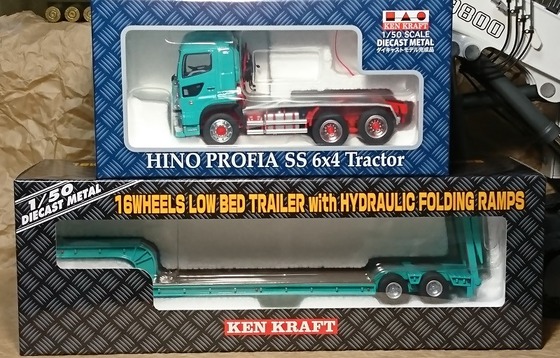 KEN KRAFT
1/50 SCALE
DIECAST METAL
ダイキャストモデル完成品
9800
HINO PROFIA SS 6x4 Tractor
1/50
DIECAST METAL
16WHEELS LOW BED TRAILER with HYDRAULIC FOLDING RAMPS
KEN KRAFT